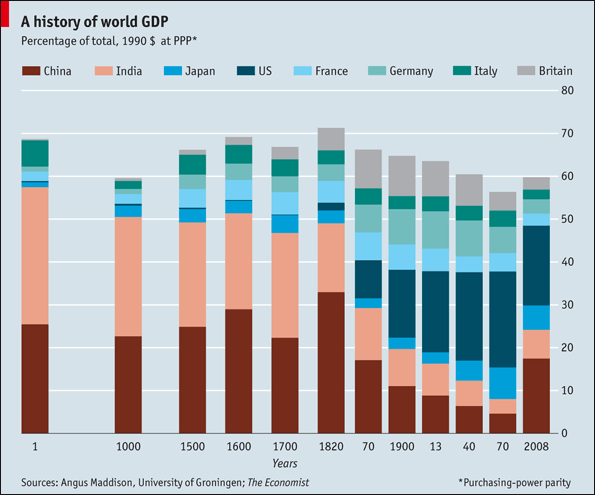 A history of world GDP
Percentage of total, 1990 $ at PPP*
China India Japan US France Germany Italy Britain
80
70
60
50
40
30
20
10
0
1 1000 1500 1600 1700 1820 70 1900 13 40 70 2008
Years
Sources: Angus Maddison, University of Groningen; The Economist *Purchasing-power parity